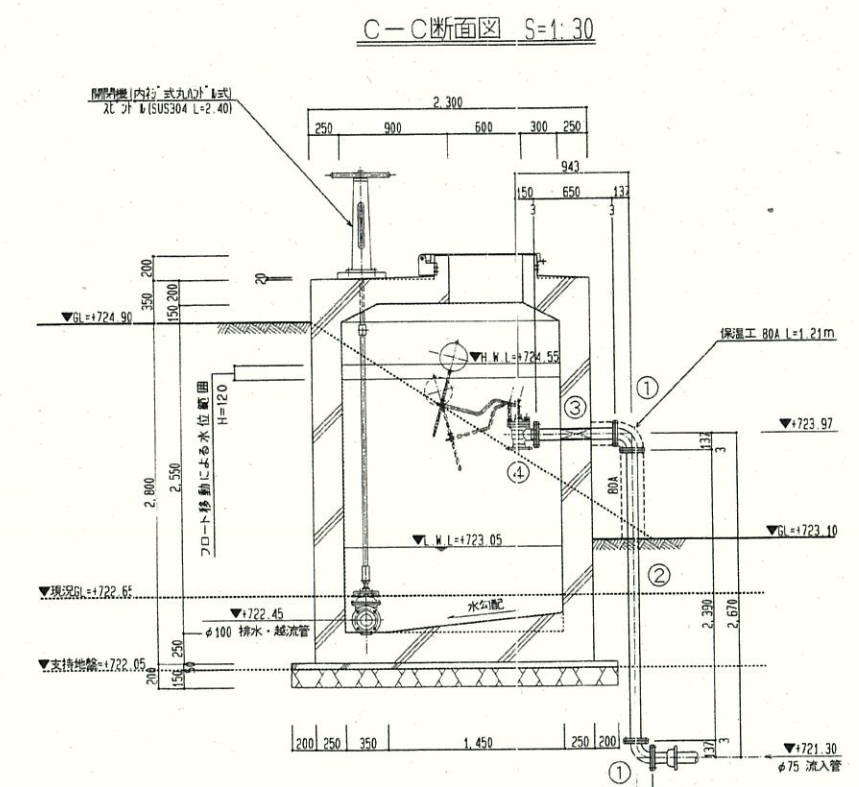 C－C断面図 S=1:30
開閉機(内ネジ式丸ハンドル式)
スピンドル(SUS304 L=2.40)
2,300
250 900 600 300 250
943
150 650 137
3 3
200
350
20
150 200
▼GL=+724.90
保温工 80A L=1.21m
▼H.W.L=+724.55
①
③
フロート移動による水位範囲
H=120
▼+723.97
137
3
④
80A
2,550
2,800
▼L.W.L=+723.05
▼GL=+723.10
②
▼現況GL=+722.65
▼+722.45
φ100 排水・越流管
水勾配
2,390
2,670
250
50
▼支持地盤=+722.05
200
150
200 250 350 1,450 250 200
137
3
▼+721.30
φ75 流入管
①